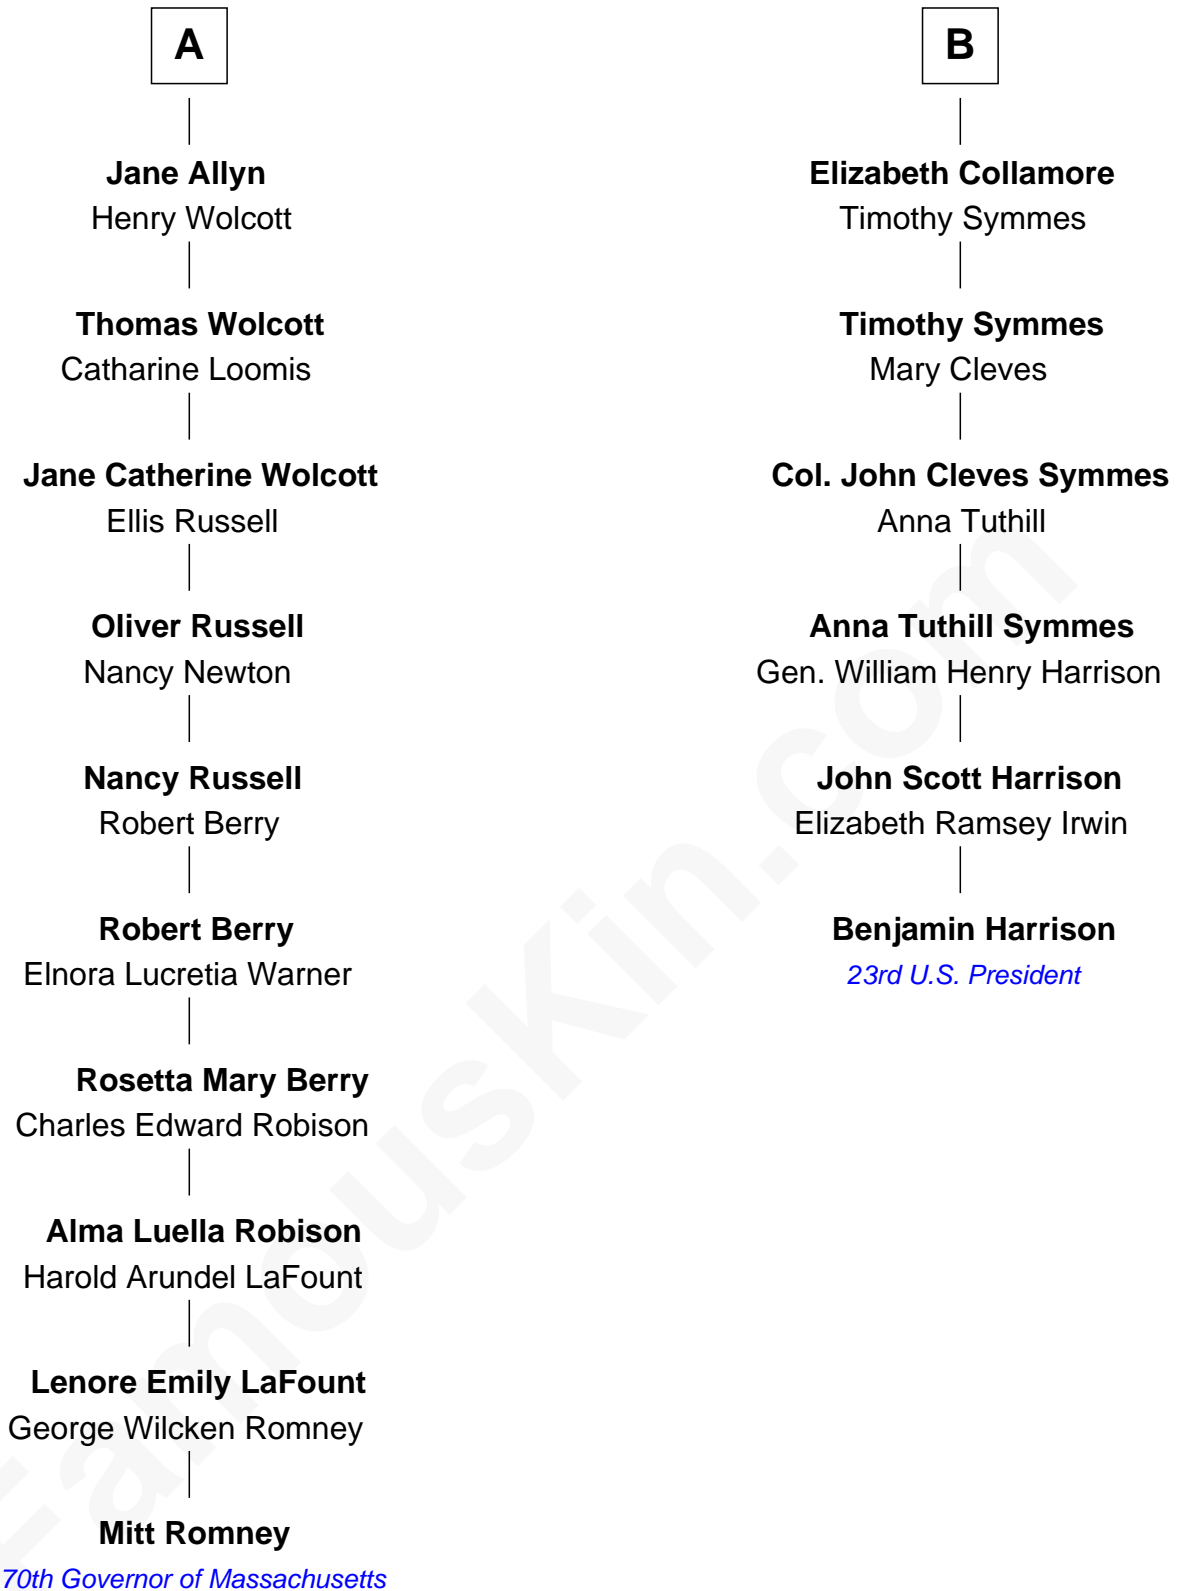 A
Jane Allyn
Henry Wolcott
Thomas Wolcott
Catharine Loomis
Jane Catherine Wolcott
Ellis Russell
Oliver Russell
Nancy Newton
Nancy Russell
Robert Berry
Robert Berry
Elnora Lucretia Warner
Rosetta Mary Berry
Charles Edward Robison
Alma Luella Robison
Harold Arundel LaFount
Lenore Emily LaFount
George Wilcken Romney
Mitt Romney
70th Governor of Massachusetts
B
Elizabeth Collamore
Timothy Symmes
Timothy Symmes
Mary Cleves
Col. John Cleves Symmes
Anna Tuthill
Anna Tuthill Symmes
Gen. William Henry Harrison
John Scott Harrison
Elizabeth Ramsey Irwin
Benjamin Harrison
23rd U.S. President
FamousKin.com